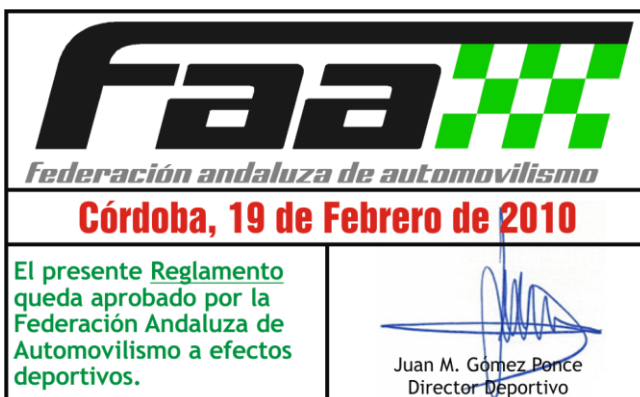 faa
Federación andaluza de automovilismo
Córdoba, 19 de Febrero de 2010
El presente Reglamento
queda aprobado por la
Federación Andaluza de
Automovilismo a efectos
deportivos.
Juan M. Gómez Ponce
Director Deportivo